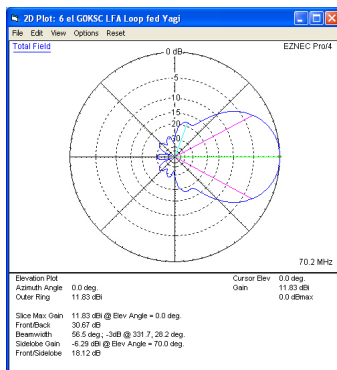 2D Plot: 6 el G0KSC LFA Loop fed Yagi
File Edit View Options Reset
Total Field
EZNEC Pro/4
0 dB
-5
-10
-15
-20
-30
70.2 MHz
Elevation Plot Cursor Elev 0.0 deg.
Azimuth Angle 0.0 deg. Gain 11.83 dBi
Outer Ring 11.83 dBi 0.0 dBmax
Slice Max Gain 11.83 dBi @ Elev Angle = 0.0 deg.
Front/Back 30.67 dB
Beamwidth 56.5 deg.; -3dB @ 331.7, 28.2 deg.
Sidelobe Gain -6.29 dBi @ Elev Angle = 70.0 deg.
Front/Sidelobe 18.12 dB